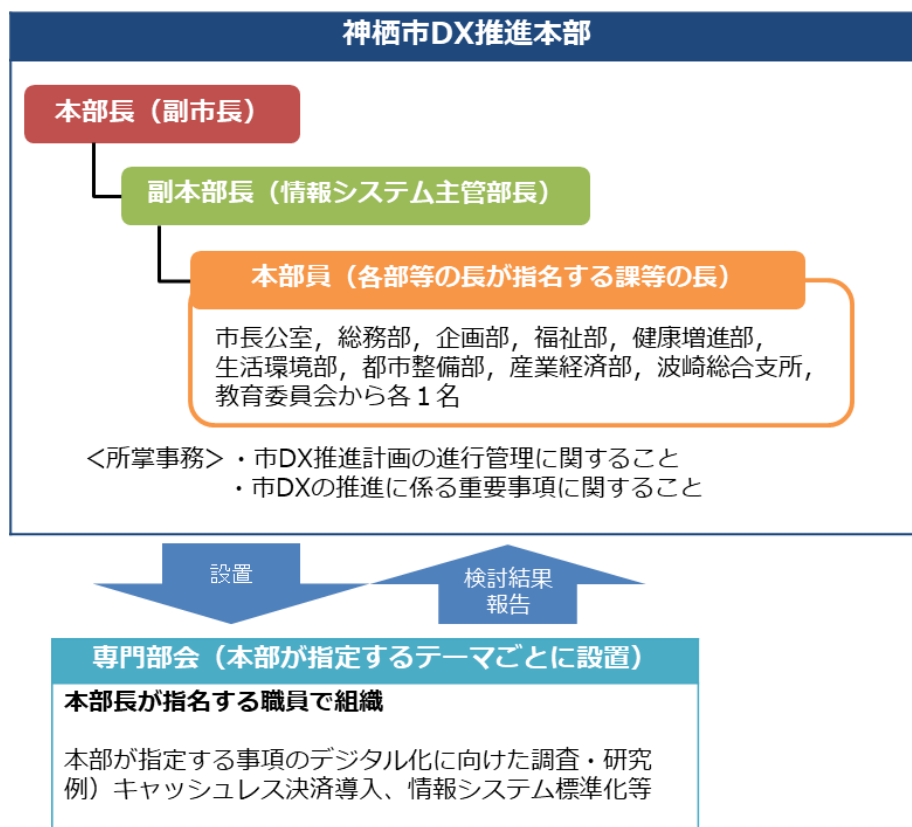 神栖市DX推進本部
本部長（副市長）
副本部長（情報システム主管部長）
本部員（各部等の長が指名する課等の長）
市長公室，総務部，企画部，福祉部，健康増進部，
生活環境部，都市整備部，産業経済部，波崎総合支所，
教育委員会から各１名
＜所掌事務＞・市DX推進計画の進行管理に関すること
・市DXの推進に係る重要事項に関すること
設置
検討結果
報告
専門部会（本部が指定するテーマごとに設置）
本部長が指名する職員で組織
本部が指定する事項のデジタル化に向けた調査・研究
例）キャッシュレス決済導入、情報システム標準化等